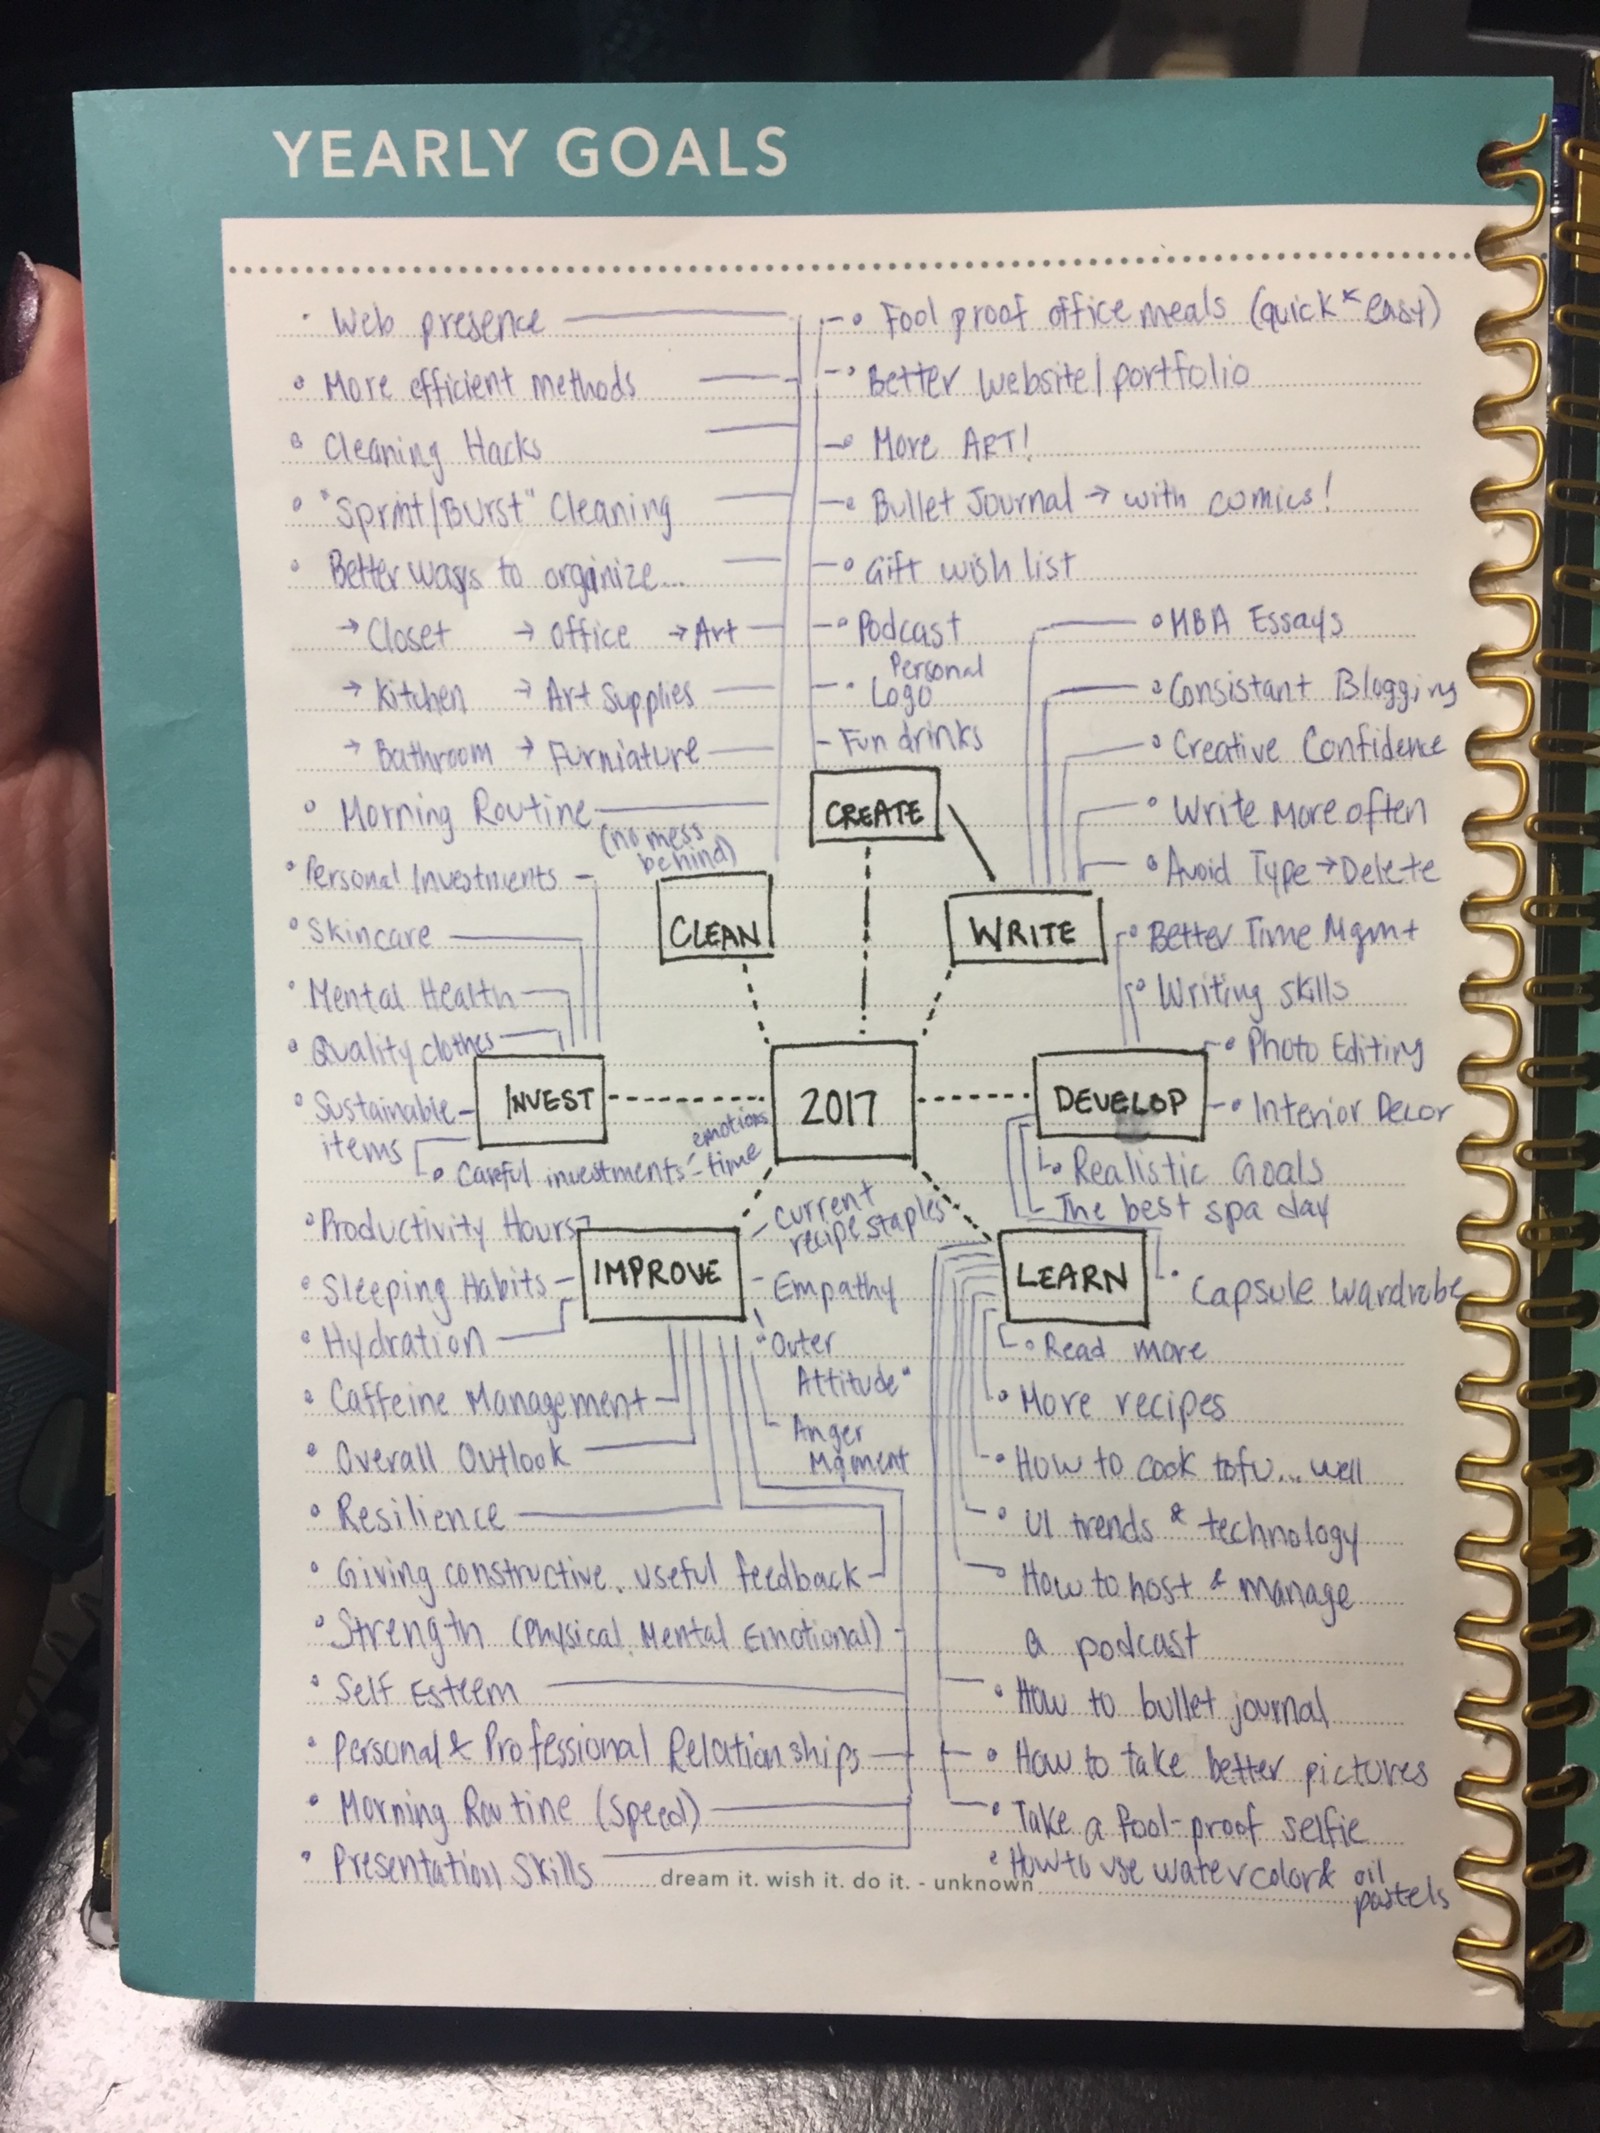 YEARLY GOALS
Web presence
More efficient methods
Cleaning Hacks
"Sprint/Burst" Cleaning
Better ways to organize...
→ Closet → Office → Art
→ Kitchen → Art Supplies
→ Bathroom → Furniature
Morning Routine
(no mess
behind)
CLEAN
Fool proof office meals (quick & easy)
Better website/portfolio
More ART!
Bullet Journal → with comics!
Gift wish list
Podcast
Personal
Logo
Fun drinks
CREATE
MBA Essays
Consistant Blogging
Creative Confidence
Write More often
Avoid Type → Delete
WRITE
Personal Investments
Skincare
Mental Health
Quality clothes
Sustainable
items
Careful investments
emotions
time
INVEST
2017
Better Time Mgmt
Writing skills
Photo Editing
Interior Decor
Realistic Goals
The best spa day
Capsule Wardrobe
DEVELOP
Productivity Hours
Sleeping Habits
Hydration
Caffeine Management
Overall Outlook
Resilience
Giving constructive, useful feedback
Strength (Physical, Mental Emotional)
Self Esteem
Personal & Professional Relationships
Morning Routine (Speed)
Presentation Skills
IMPROVE
Current
recipe staples
Empathy
"Outer
Attitude"
Anger
Mgment
LEARN
Read more
More recipes
How to cook tofu... well
UI trends & technology
How to host & manage
a podcast
How to bullet journal
How to take better pictures
Take a fool-proof selfie
How to use watercolor & oil
pastels
dream it. wish it. do it. - unknown